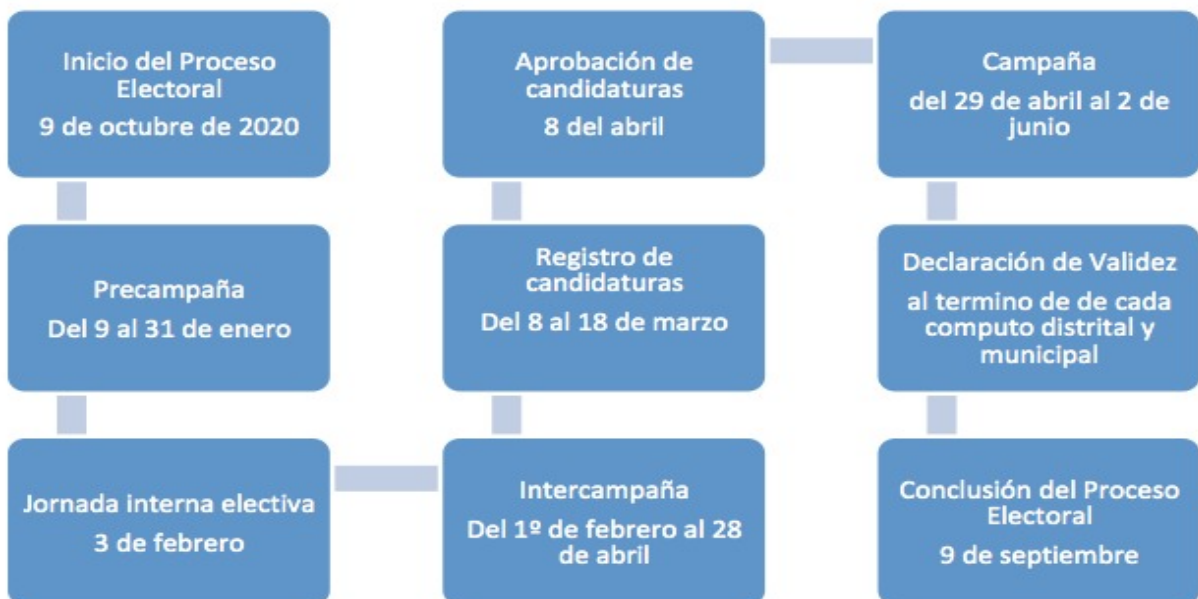 Inicio del Proceso
Electoral
9 de octubre de 2020
Precampaña
Del 9 al 31 de enero
Jornada interna electiva
3 de febrero
Intercampaña
Del 1º de febrero al 28
de abril
Registro de
candidaturas
Del 8 al 18 de marzo
Aprobación de
candidaturas
8 del abril
Campaña
del 29 de abril al 2 de
junio
Declaración de Validez
al termino de de cada
computo distrital y
municipal
Conclusión del Proceso
Electoral
9 de septiembre